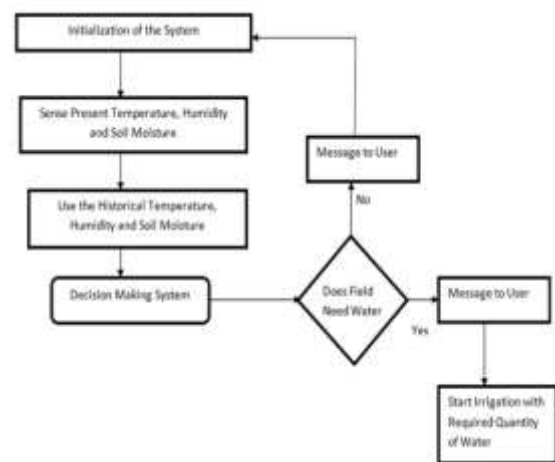 Initialization of the System
Sense Present Temperature, Humidity
and Soil Moisture
Use the Historical Temperature,
Humidity and Soil Moisture
Decision Making System
Does Field
Need Water
No
Message to User
Yes
Message to User
Start Irrigation with
Required Quantity
of Water